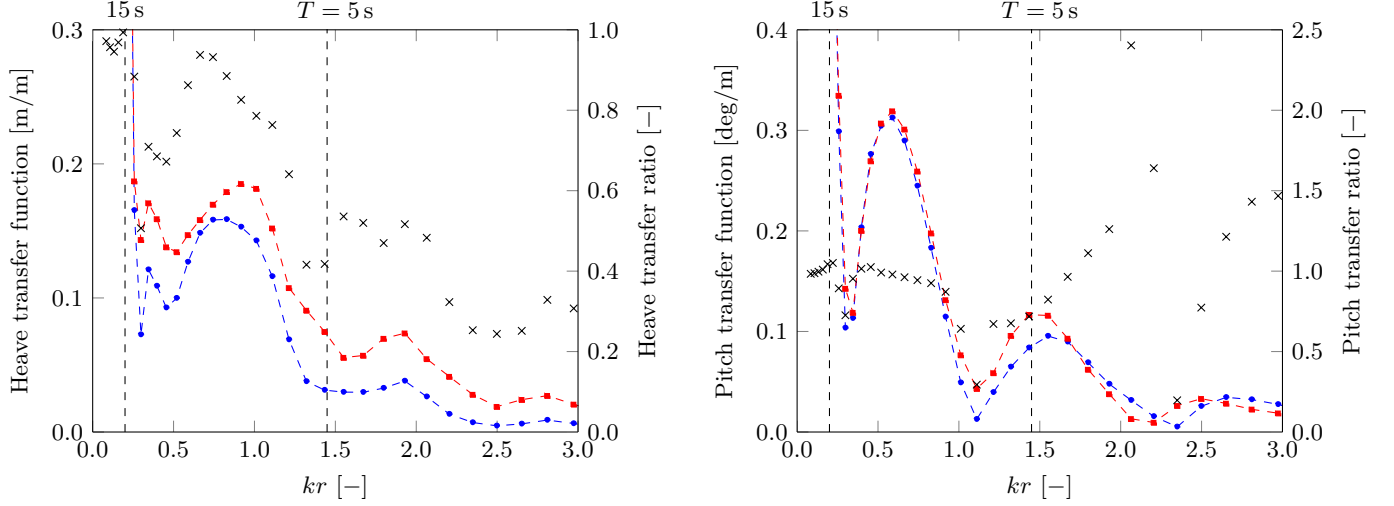 15 s T = 5 s
0.3
0.2
0.1
0.0
Heave transfer function [m/m]
1.0
0.8
0.6
0.4
0.2
0.0
Heave transfer ratio [−]
0.0 0.5 1.0 1.5 2.0 2.5 3.0
kr [−]
15 s T = 5 s
0.4
0.3
0.2
0.1
0.0
Pitch transfer function [deg/m]
2.5
2.0
1.5
1.0
0.5
0.0
Pitch transfer ratio [−]
0.0 0.5 1.0 1.5 2.0 2.5 3.0
kr [−]